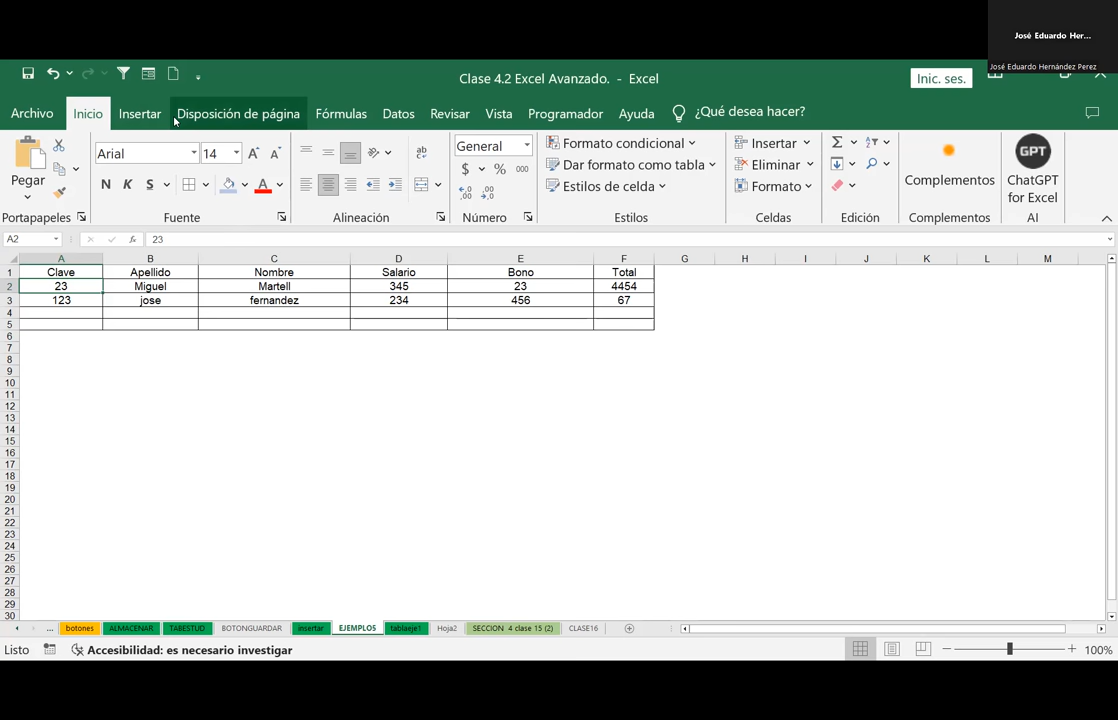 José Eduardo Her...
José Eduardo Hernández Perez
Clase 4.2 Excel Avanzado. - Excel
Inic. ses.
Archivo Inicio Insertar Disposición de página Fórmulas Datos Revisar Vista Programador Ayuda ¿Qué desea hacer?
Pegar
Portapapeles
Arial 14
N K S
Fuente
Alineación
General
$ % 000
Número
Formato condicional
Dar formato como tabla
Estilos de celda
Estilos
Insertar
Eliminar
Formato
Celdas
Edición
Complementos
Complementos
GPT
ChatGPT
for Excel
AI
A2 fx 23
A B C D E F G H I J K L M
1 Clave Apellido Nombre Salario Bono Total
2 23 Miguel Martell 345 23 4454
3 123 jose fernandez 234 456 67
4
5
6
7
8
9
10
11
12
13
14
15
16
17
18
19
20
21
22
23
24
25
26
27
28
29
30
... botones ALMACENAR TABESTUD BOTONGUARDAR insertar EJEMPLO5 tablaeje1 Hoja2 SECCION 4 clase 15 (2) CLASE16
Listo Accesibilidad: es necesario investigar 100%